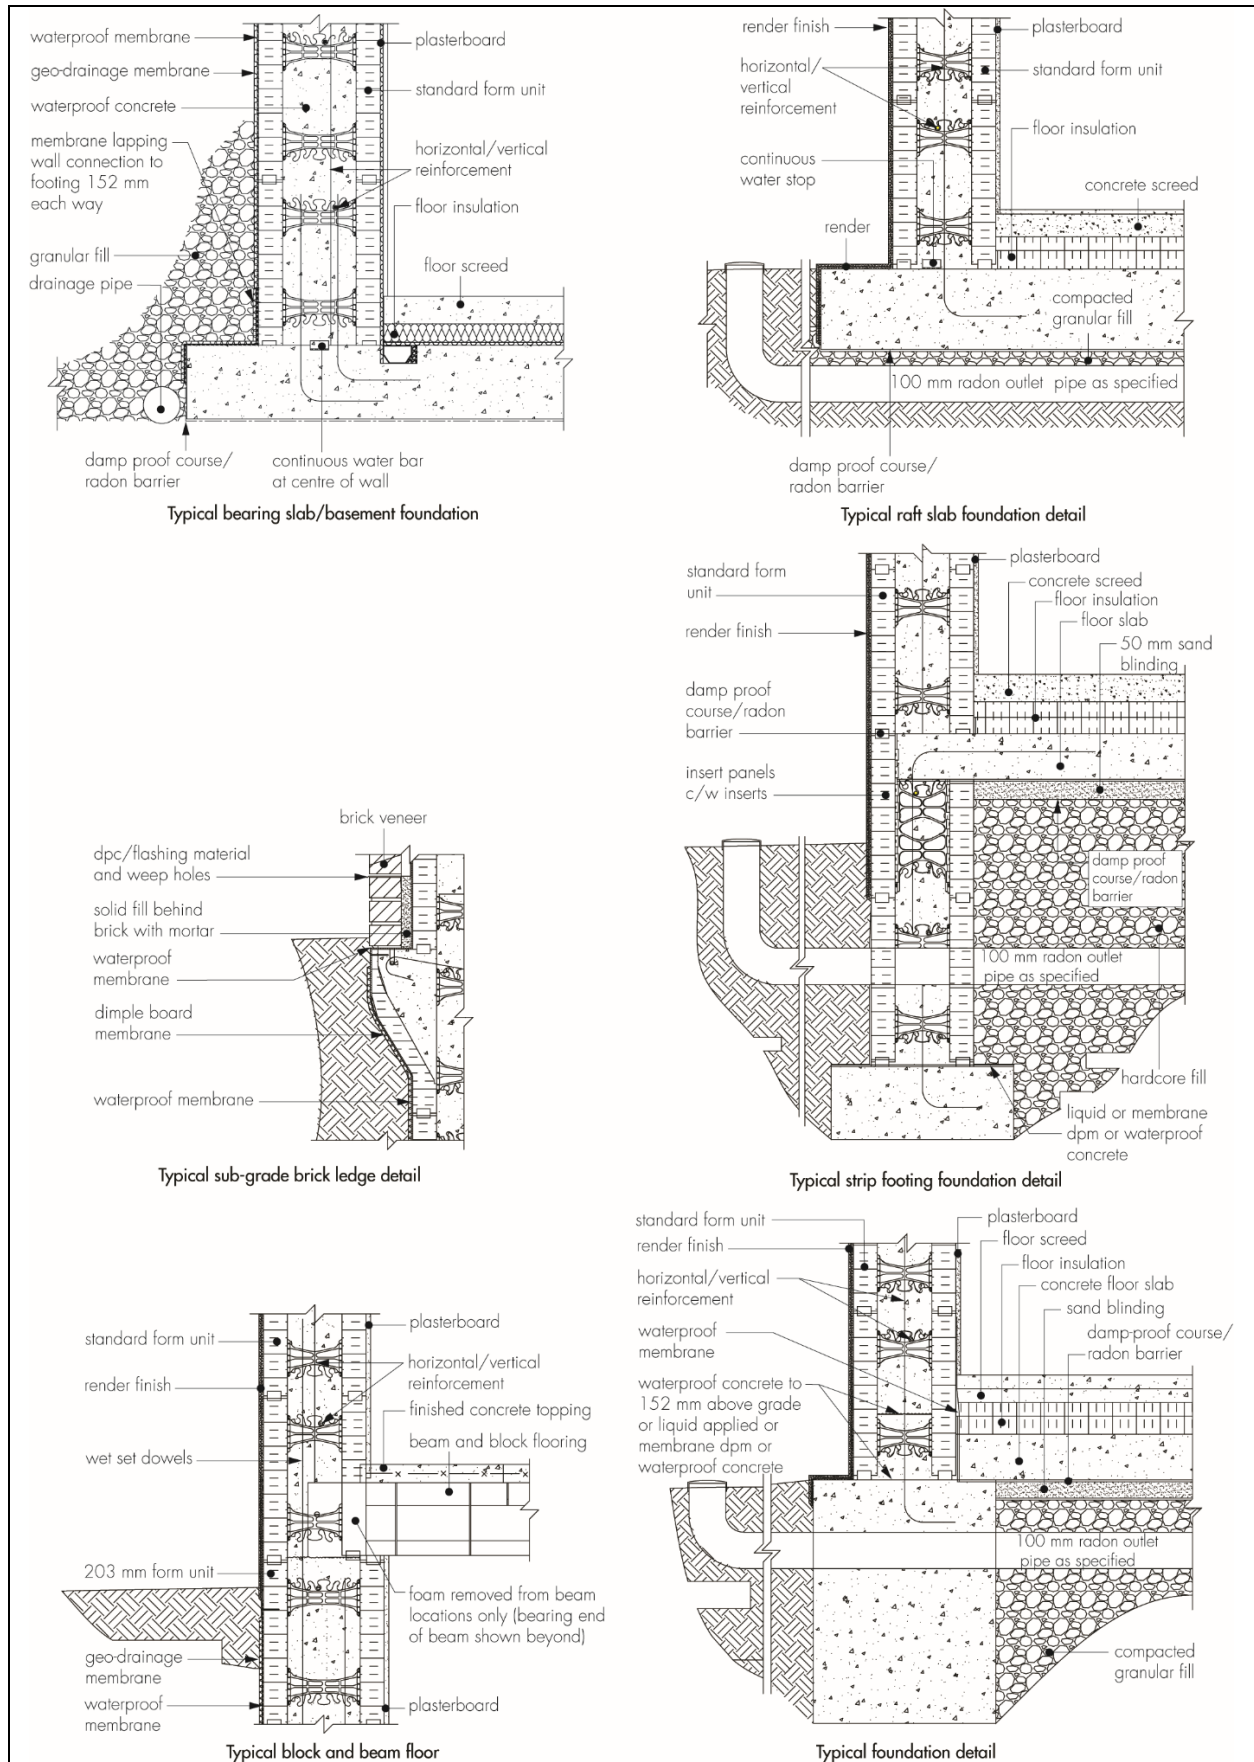 waterproof membrane
geo-drainage membrane
waterproof concrete
membrane lapping
wall connection to
footing 152 mm
each way
granular fill
drainage pipe
plasterboard
standard form unit
horizontal/vertical
reinforcement
floor insulation
floor screed
damp proof course/
radon barrier
continuous water bar
at centre of wall
Typical bearing slab/basement foundation
render finish
horizontal/
vertical
reinforcement
continuous
water stop
render
plasterboard
standard form unit
floor insulation
concrete screed
compacted
granular fill
100 mm radon outlet pipe as specified
damp proof course/
radon barrier
Typical raft slab foundation detail
brick veneer
dpc/flashing material
and weep holes
solid fill behind
brick with mortar
waterproof
membrane
dimple board
membrane
waterproof membrane
Typical sub-grade brick ledge detail
standard form
unit
render finish
damp proof
course/radon
barrier
insert panels
c/w inserts
plasterboard
concrete screed
floor insulation
floor slab
50 mm sand
blinding
damp proof
course/radon
barrier
100 mm radon outlet
pipe as specified
hardcore fill
liquid or membrane
dpm or waterproof
concrete
Typical strip footing foundation detail
standard form unit
render finish
wet set dowels
203 mm form unit
geo-drainage
membrane
waterproof
membrane
plasterboard
horizontal/vertical
reinforcement
finished concrete topping
beam and block flooring
foam removed from beam
locations only (bearing end
of beam shown beyond)
plasterboard
Typical block and beam floor
standard form unit
render finish
horizontal/vertical
reinforcement
waterproof
membrane
waterproof concrete to
152 mm above grade
or liquid applied or
membrane dpm or
waterproof concrete
plasterboard
floor screed
floor insulation
concrete floor slab
sand blinding
damp-proof course/
radon barrier
100 mm radon outlet
pipe as specified
compacted
granular fill
Typical foundation detail